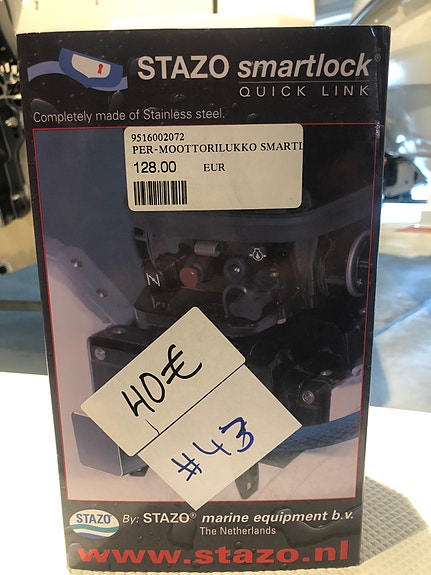 STAZO smartlock®
QUICK LINK
Completely made of Stainless steel.
9516002072
PER-MOOTTORILUKKO SMARTL
128.00 EUR
N
40€
#43
STAZO
By: STAZO® marine equipment b.v.
The Netherlands
www.stazo.nl